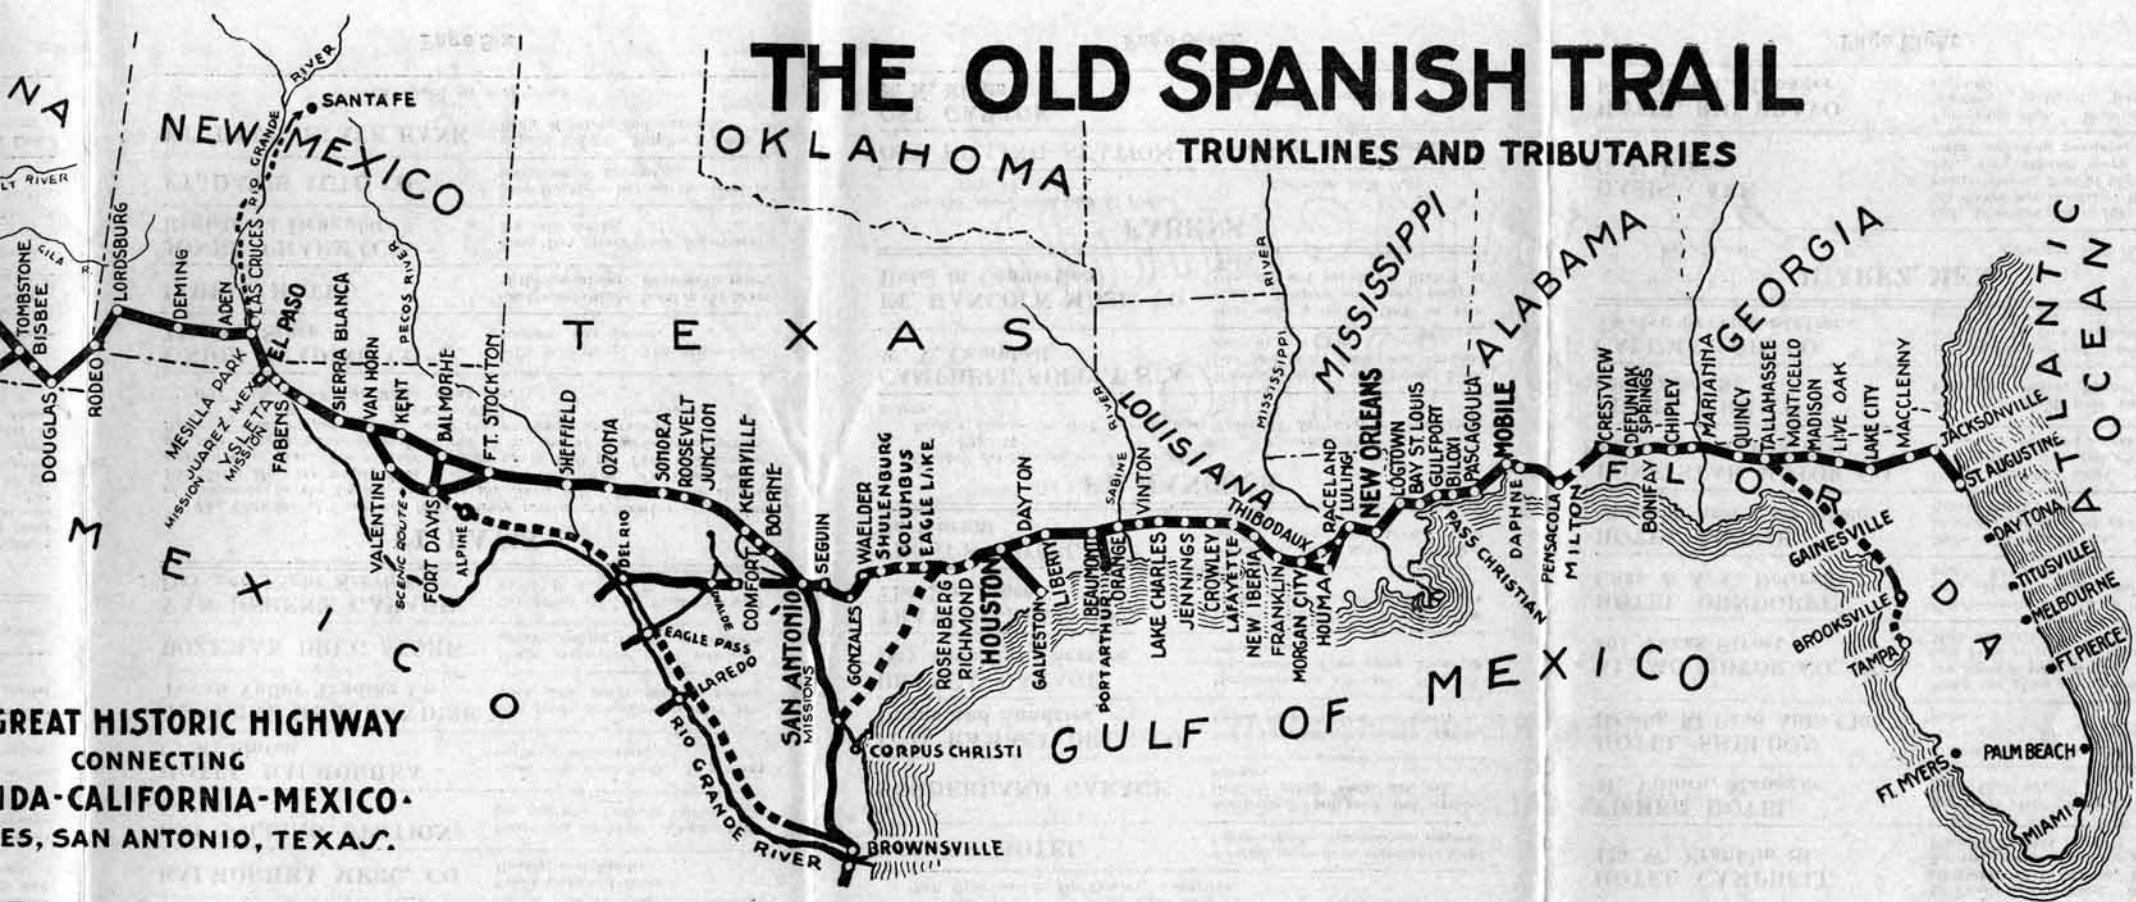 THE OLD SPANISH TRAIL
TRUNKLINES AND TRIBUTARIES
NA
NEW MEXICO
OKLAHOMA
TEXAS
LOUISIANA
MISSISSIPPI
ALABAMA
GEORGIA
FLORIDA
ATLANTIC
OCEAN
GULF OF MEXICO
MEXICO
RIVER
SANTA FE
RIO GRANDE
LT RIVER
GILA R.
PECOS RIVER
SABINE RIVER
MISSISSIPPI RIVER
RIO GRANDE RIVER
TOMBSTONE
BISBEE
DOUGLAS
RODEO
LORDSBURG
DEMING
ADEN
LAS CRUCES
MESILLA PARK
EL PASO
JUAREZ MEX
MISSION
YSLETA
MISSION
FABENS
SIERRA BLANCA
VAN HORN
KENT
BALMORHE
FT. STOCKTON
VALENTINE
SCENIC ROUTE
FORT DAVIS
ALPINE
SHEFFIELD
OZONA
SONORA
ROOSEVELT
JUNCTION
KERRVILLE
BOERNE
COMFORT
DEL RIO
EAGLE PASS
LAREDO
SAN ANTONIO
MISSIONS
SEGUIN
GONZALES
WAELDER
SHULENBURG
COLUMBUS
EAGLE LIKE
ROSENBERG
RICHMOND
HOUSTON
DAYTON
GALVESTON
LIBERTY
BEAUMONT
PORT ARTHUR
ORANGE
VINTON
LAKE CHARLES
JENNINGS
CROWLEY
LAFAYETTE
NEW IBERIA
FRANKLIN
MORGAN CITY
HOUMA
THIBODAUX
RACELAND
LULING
NEW ORLEANS
LOGTOWN
BAY ST. LOUIS
GULFPORT
BILOXI
PASCAGOULA
PASS CHRISTIAN
MOBILE
DAPHNE
PENSACOLA
MILTON
CRESTVIEW
DEFUNIAK SPRINGS
BONIFAY
CHIPLEY
MARIANNA
QUINCY
TALLAHASSEE
MONTICELLO
MADISON
LIVE OAK
LAKE CITY
MACCLENNY
JACKSONVILLE
ST. AUGUSTINE
DAYTONA
TITUSVILLE
MELBOURNE
FT. PIERCE
PALM BEACH
MIAMI
FT. MYERS
TAMPA
BROOKSVILLE
GAINESVILLE
CORPUS CHRISTI
BROWNSVILLE
GREAT HISTORIC HIGHWAY
CONNECTING
IDA-CALIFORNIA-MEXICO·
ES, SAN ANTONIO, TEXAS.